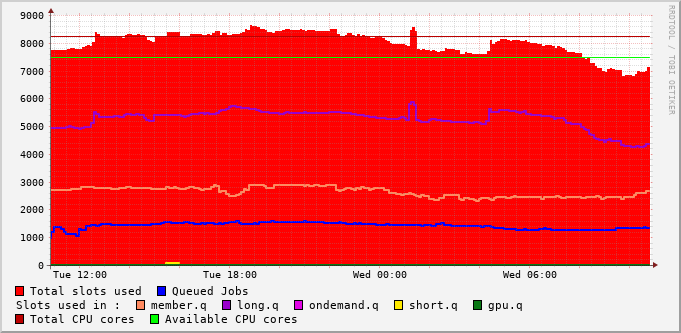 9000
8000
7000
6000
5000
4000
3000
2000
1000
0
Tue 12:00 Tue 18:00 Wed 00:00 Wed 06:00
Total slots used Queued Jobs
Slots used in : member.q long.q ondemand.q short.q gpu.q
Total CPU cores Available CPU cores
RRDTOOL / TOBI OETIKER